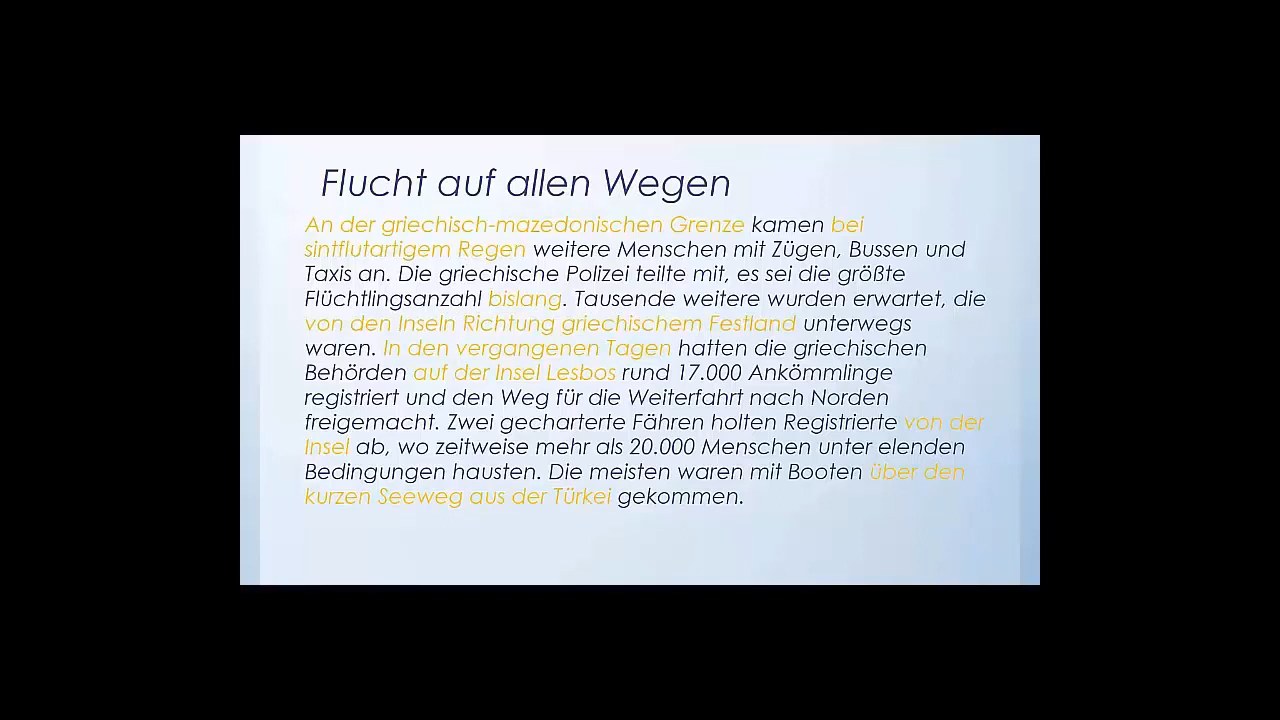 Flucht auf allen Wegen
An der griechisch-mazedonischen Grenze kamen bei
sintflutartigem Regen weitere Menschen mit Zügen, Bussen und
Taxis an. Die griechische Polizei teilte mit, es sei die größte
Flüchtlingsanzahl bislang. Tausende weitere wurden erwartet, die
von den Inseln Richtung griechischem Festland unterwegs
waren. In den vergangenen Tagen hatten die griechischen
Behörden auf der Insel Lesbos rund 17.000 Ankömmlinge
registriert und den Weg für die Weiterfahrt nach Norden
freigemacht. Zwei gecharterte Fähren holten Registrierte von der
Insel ab, wo zeitweise mehr als 20.000 Menschen unter elenden
Bedingungen hausten. Die meisten waren mit Booten über den
kurzen Seeweg aus der Türkei gekommen.